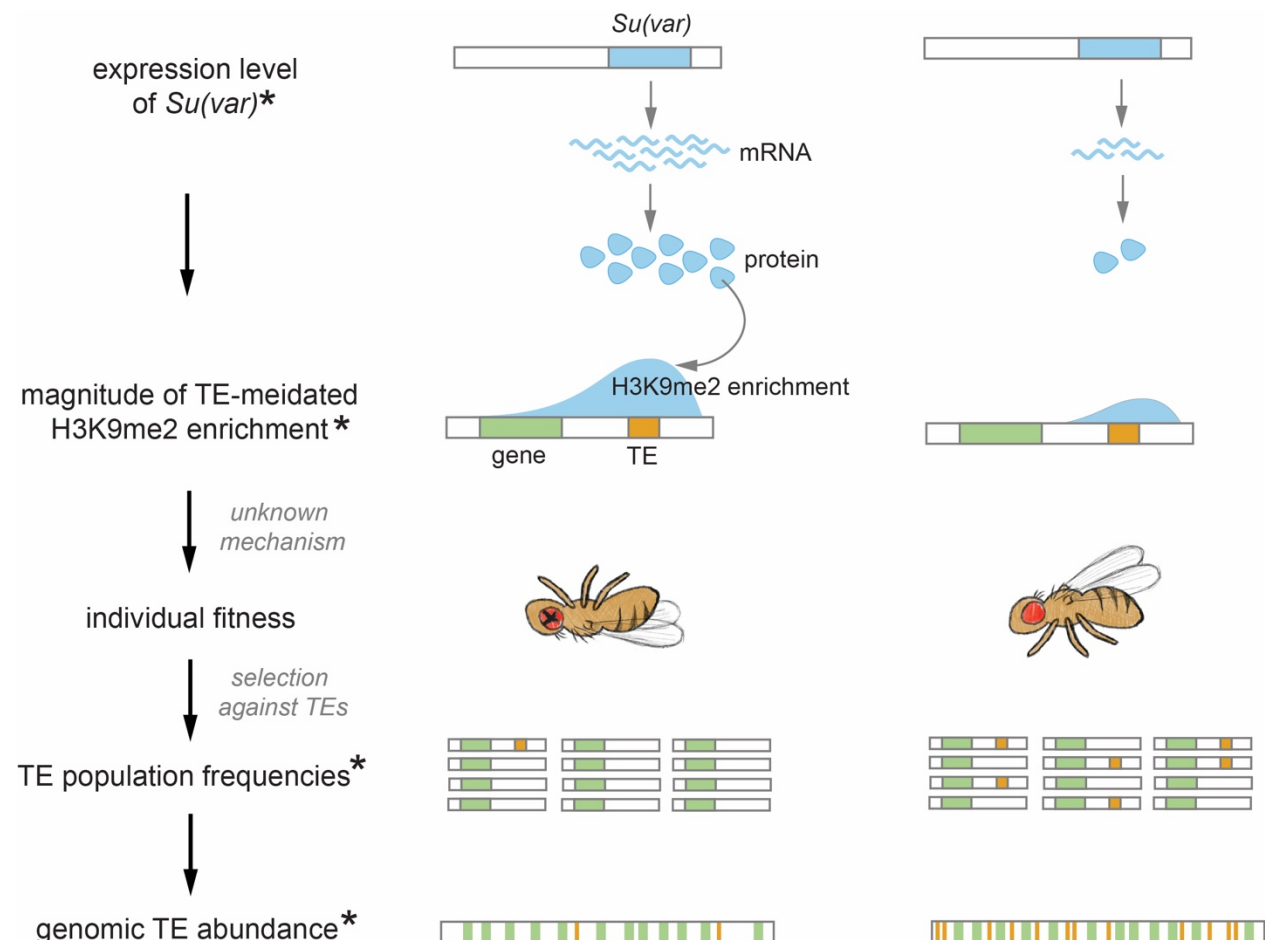 Su(var)
expression level
of Su(var)*
mRNA
protein
H3K9me2 enrichment
magnitude of TE-meidated
H3K9me2 enrichment*
gene
TE
unknown
mechanism
individual fitness
selection
against TEs
TE population frequencies*
genomic TE abundance*